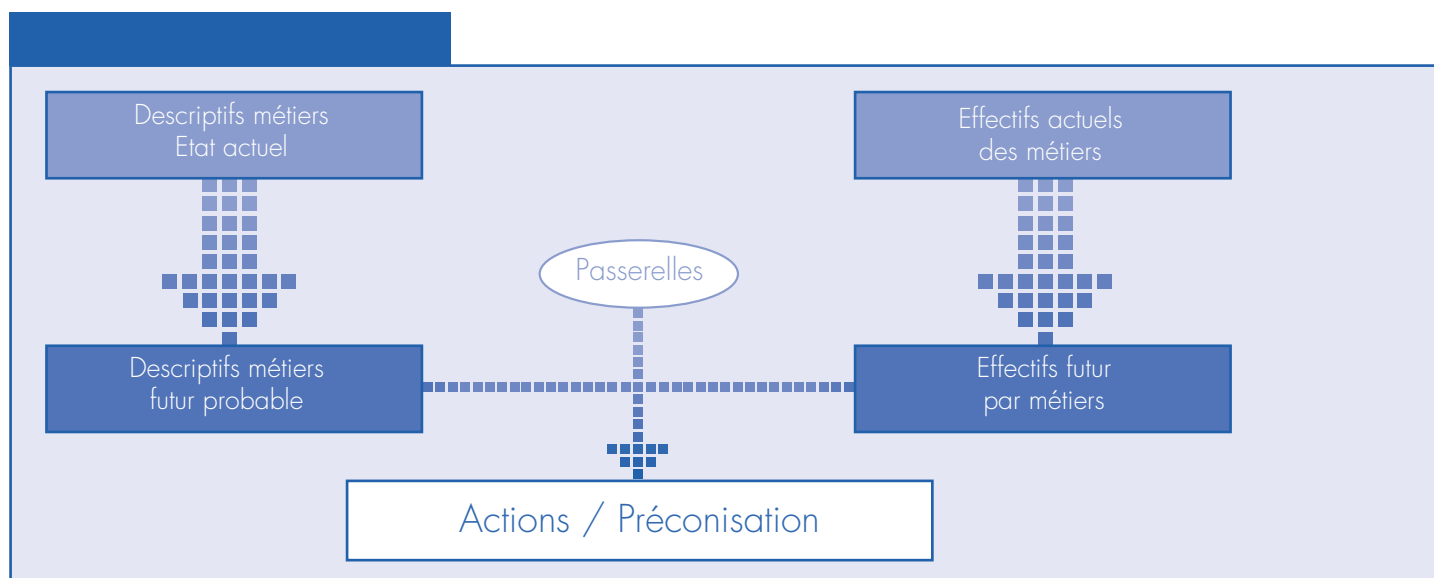 Descriptifs métiers
Etat actuel
Effectifs actuels
des métiers
Passerelles
Descriptifs métiers
futur probable
Effectifs futur
par métiers
Actions / Préconisation